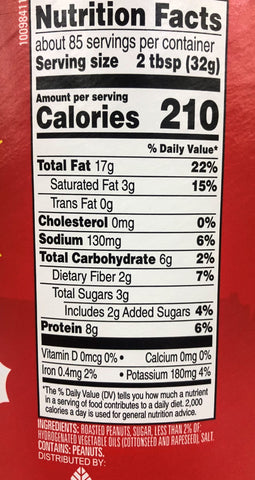 Nutrition Facts
about 85 servings per container
Serving size 2 tbsp (32g)
Amount per serving
Calories 210
% Daily Value*
Total Fat 17g 22%
Saturated Fat 3g 15%
Trans Fat 0g
Cholesterol 0mg 0%
Sodium 130mg 6%
Total Carbohydrate 6g 2%
Dietary Fiber 2g 7%
Total Sugars 3g
Includes 2g Added Sugars 4%
Protein 8g 6%
Vitamin D 0mcg 0% • Calcium 0mg 0%
Iron 0.4mg 2% • Potassium 180mg 4%
*The % Daily Value (DV) tells you how much a nutrient
in a serving of food contributes to a daily diet. 2,000
calories a day is used for general nutrition advice.
INGREDIENTS: ROASTED PEANUTS, SUGAR, LESS THAN 2% OF:
HYDROGENATED VEGETABLE OILS (COTTONSEED AND RAPESEED), SALT.
CONTAINS: PEANUTS.
DISTRIBUTED BY: